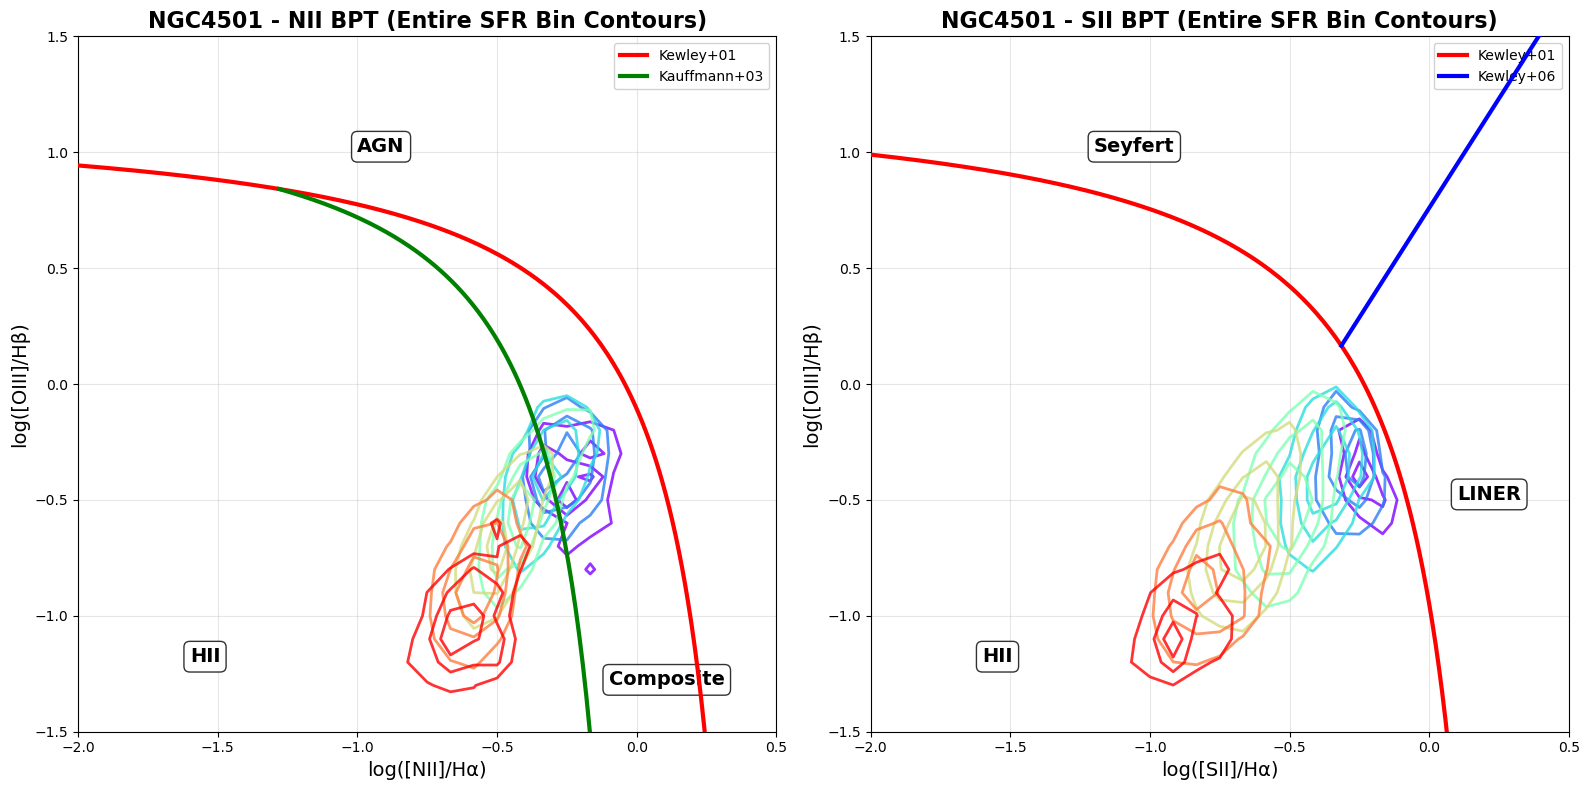 NGC4501 - NII BPT (Entire SFR Bin Contours)
Kewley+01
Kauffmann+03
AGN
HII
Composite
1.5
1.0
0.5
0.0
−0.5
−1.0
−1.5
−2.0
−1.5
−1.0
−0.5
0.0
0.5
log([OIII]/Hβ)
log([NII]/Hα)
NGC4501 - SII BPT (Entire SFR Bin Contours)
Kewley+01
Kewley+06
Seyfert
LINER
HII
1.5
1.0
0.5
0.0
−0.5
−1.0
−1.5
−2.0
−1.5
−1.0
−0.5
0.0
0.5
log([OIII]/Hβ)
log([SII]/Hα)